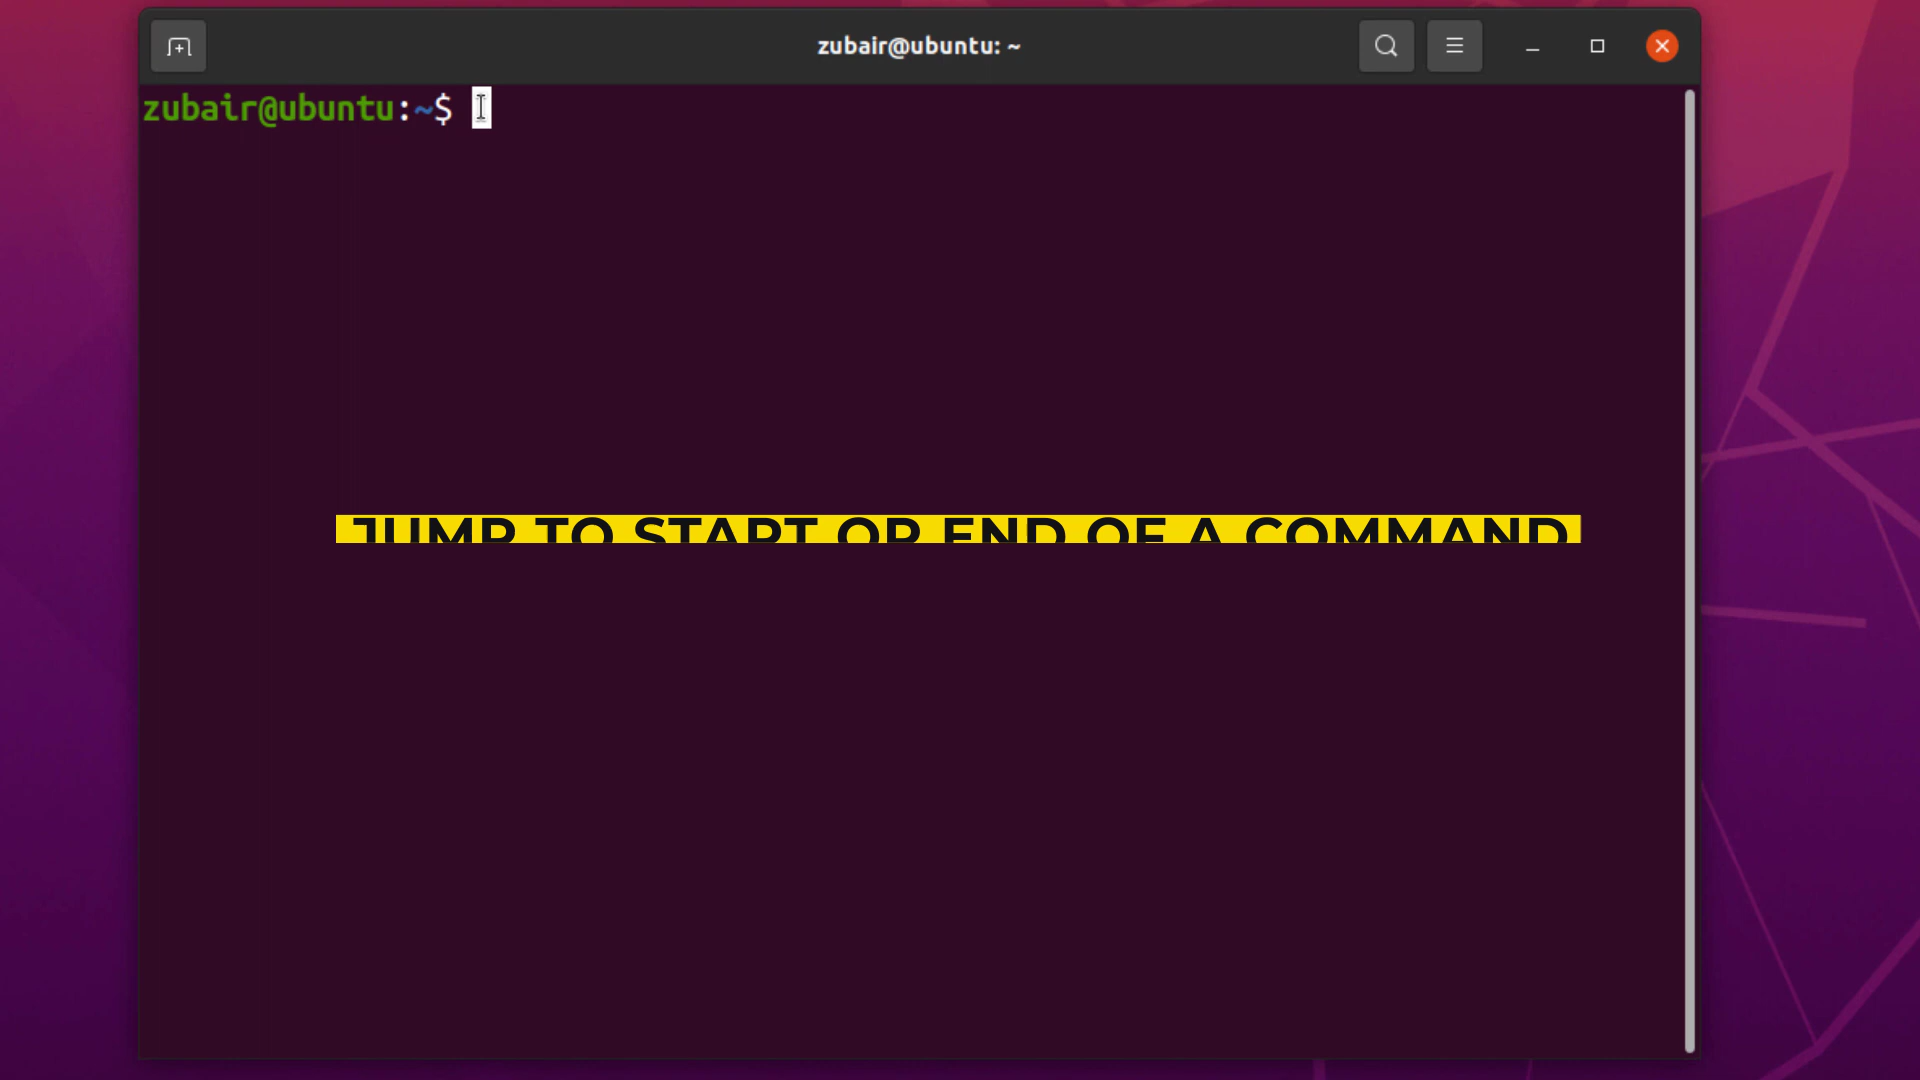 zubair@ubuntu: ~
zubair@ubuntu:~$
JUMP TO START OR END OF A COMMAND